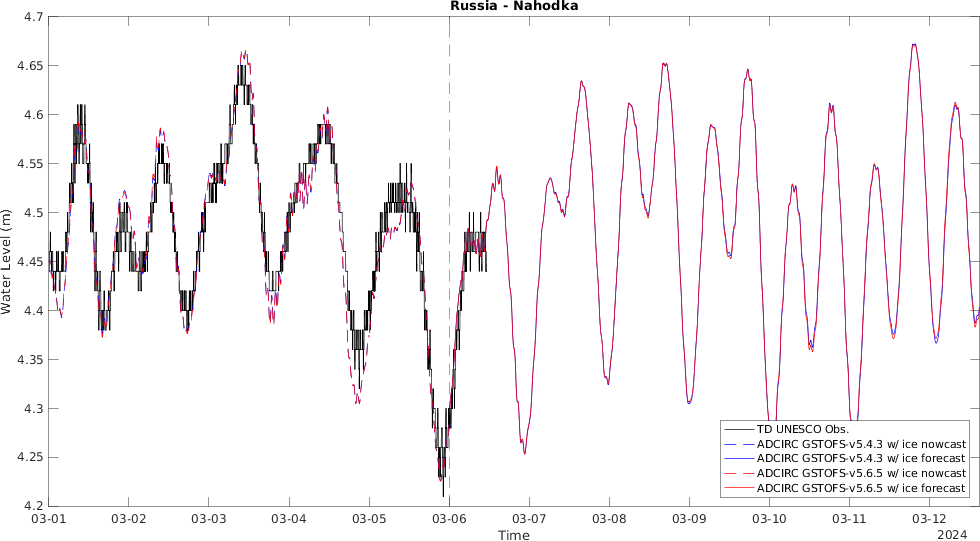 Russia - Nahodka
4.7
4.65
4.6
4.55
4.5
4.45
4.4
4.35
4.3
4.25
4.2
Water Level (m)
TD UNESCO Obs.
ADCIRC GSTOFS-v5.4.3 w/ ice nowcast
ADCIRC GSTOFS-v5.4.3 w/ ice forecast
ADCIRC GSTOFS-v5.6.5 w/ ice nowcast
ADCIRC GSTOFS-v5.6.5 w/ ice forecast
03-01 03-02 03-03 03-04 03-05 03-06 03-07 03-08 03-09 03-10 03-11 03-12
Time
2024